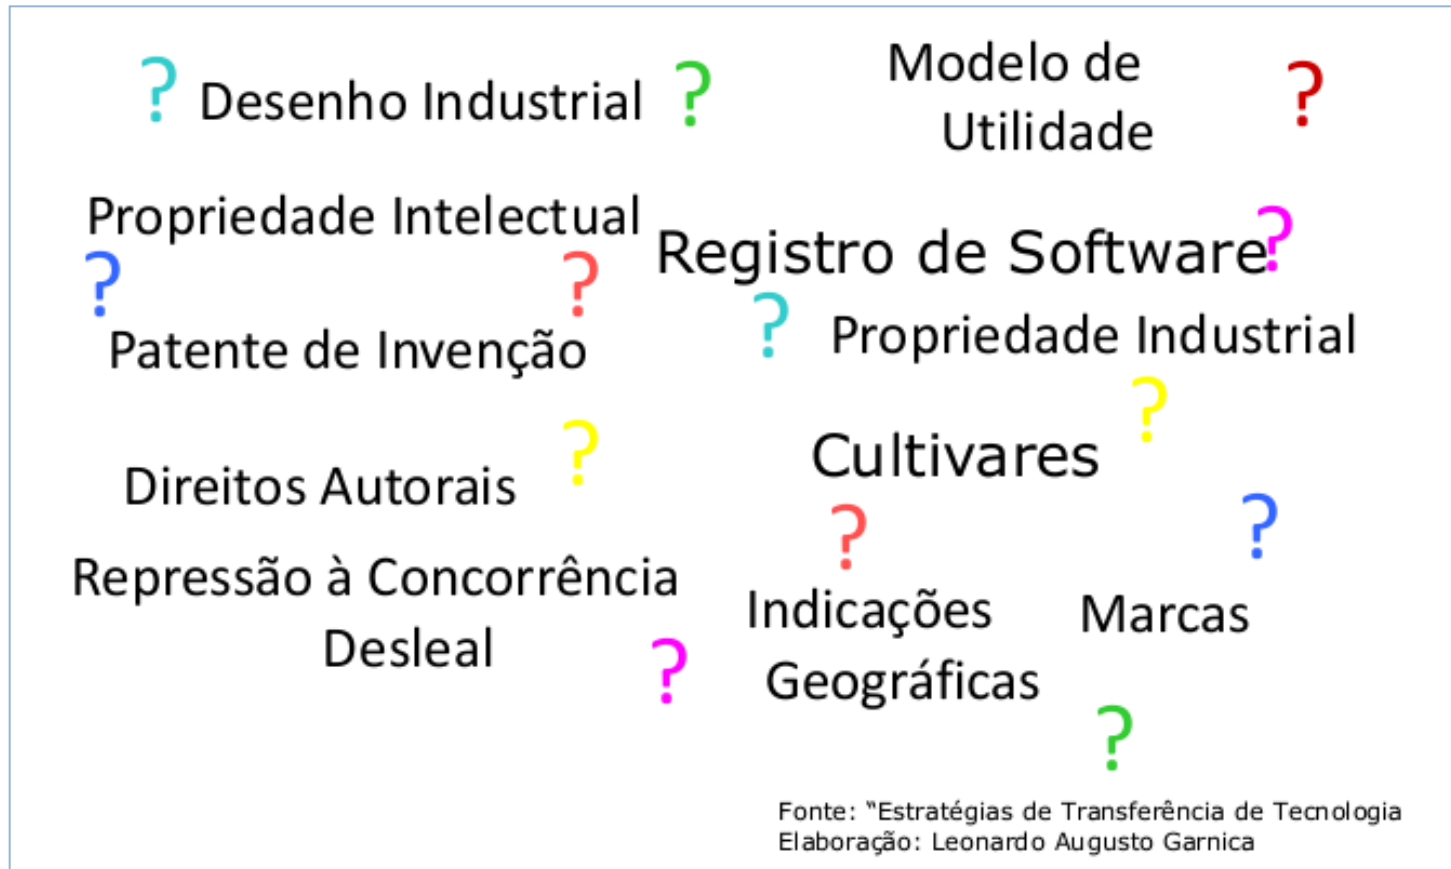 ? Desenho Industrial ?
Modelo de
Utilidade
?
Propriedade Intelectual
? ?
Registro de Software?
Patente de Invenção
? Propriedade Industrial
?
Direitos Autorais ?
Cultivares
?
?
Repressão à Concorrência
Desleal
?
Indicações
Geográficas
Marcas
?
Fonte: “Estratégias de Transferência de Tecnologia
Elaboração: Leonardo Augusto Garnica